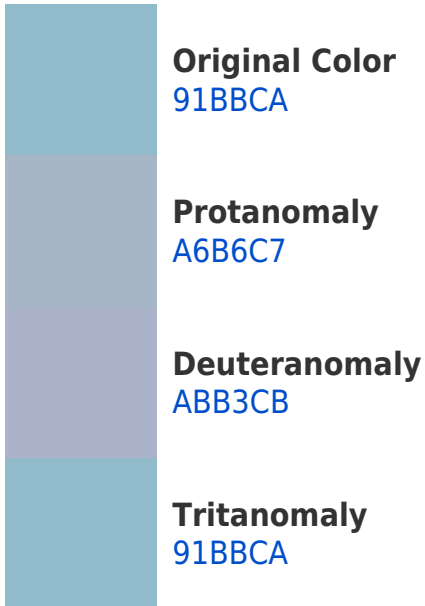 Original Color
91BBCA
Protanomaly
A6B6C7
Deuteranomaly
ABB3CB
Tritanomaly
91BBCA